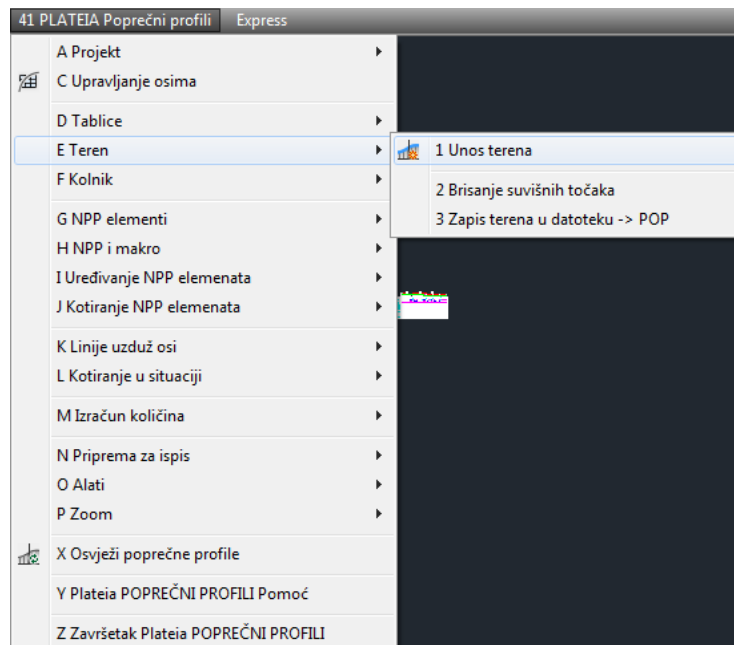 41 PLATEIA Poprečni profili Express
A Projekt
C Upravljanje osima
D Tablice
E Teren
F Kolnik
G NPP elementi
H NPP i makro
I Uređivanje NPP elemenata
J Kotiranje NPP elemenata
K Linije uzduž osi
L Kotiranje u situaciji
M Izračun količina
N Priprema za ispis
O Alati
P Zoom
X Osvježi poprečne profile
Y Plateia POPREČNI PROFILI Pomoć
Z Završetak Plateia POPREČNI PROFILI
1 Unos terena
2 Brisanje suvišnih točaka
3 Zapis terena u datoteku -> POP